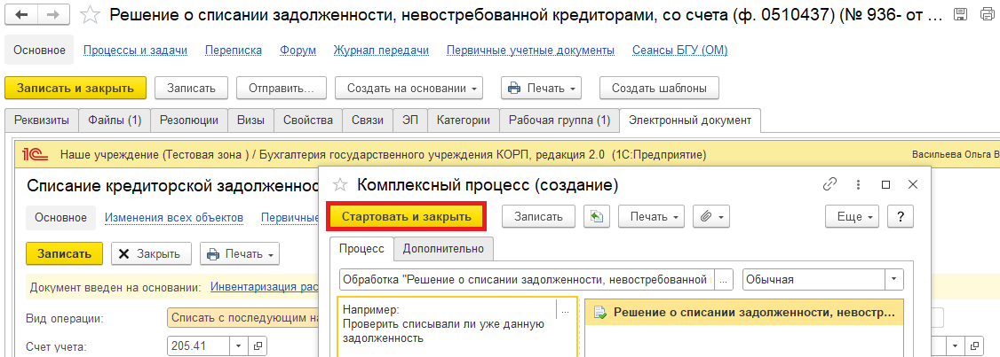 Решение о списании задолженности, невостребованной кредиторами, со счета (ф. 0510437) (№ 936- от ...
Основное Процессы и задачи Переписка Форум Журнал передачи Первичные учетные документы Сеансы БГУ (ОМ)
Записать и закрыть Записать Отправить... Создать на основании Печать Создать шаблоны
Реквизиты Файлы (1) Резолюции Визы Свойства Связи ЭП Категории Рабочая группа (1) Электронный документ
1С Наше учреждение (Тестовая зона ) / Бухгалтерия государственного учреждения КОРП, редакция 2.0 (1С:Предприятие) Васильева Ольга В
Списание кредиторской задолженнос
Основное Изменения всех объектов Первичные
Записать Закрыть Печать
Документ введен на основании: Инвентаризация рас
Вид операции: Списать с последующим на
Счет учета: 205.41
Комплексный процесс (создание)
Стартовать и закрыть Записать Печать Еще ?
Процесс Дополнительно
Обработка "Решение о списании задолженности, невостребованной ... Обычная
Например: ...
Проверить списывали ли уже данную
задолженность
Решение о списании задолженности, невостр...